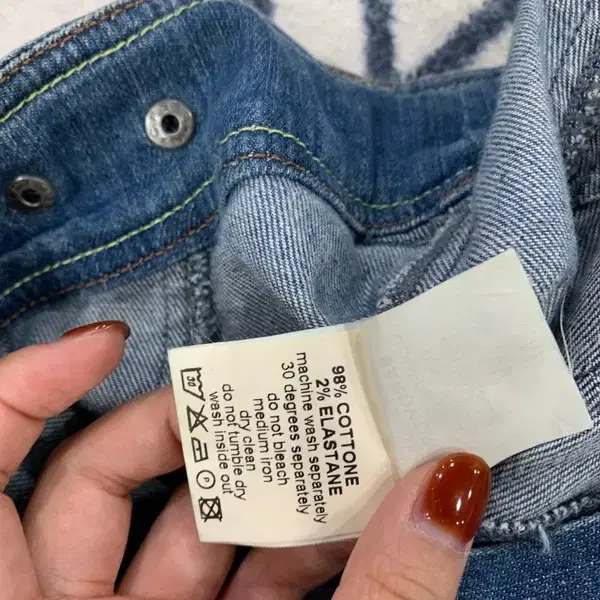 98% COTTONE
2% ELASTANE
machine wash separately
30 degrees separately
do not bleach
medium iron
dry clean
do not tumble dry
wash inside out
30
P